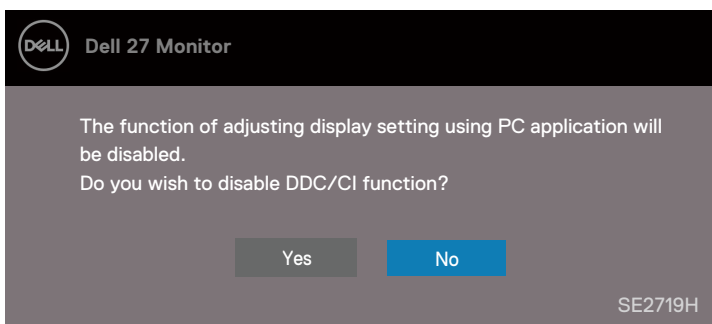 DELL Dell 27 Monitor
The function of adjusting display setting using PC application will
be disabled.
Do you wish to disable DDC/CI function?
Yes No
SE2719H